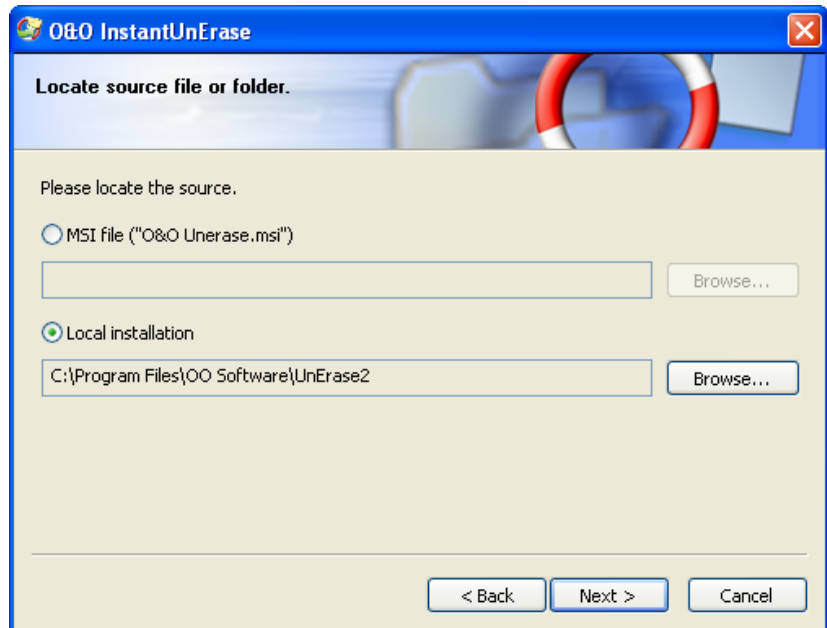 O&O InstantUnErase
Locate source file or folder.
Please locate the source.
MSI file ("O&O Unerase.msi")
Browse...
Local installation
C:\Program Files\OO Software\UnErase2
Browse...
< Back
Next >
Cancel